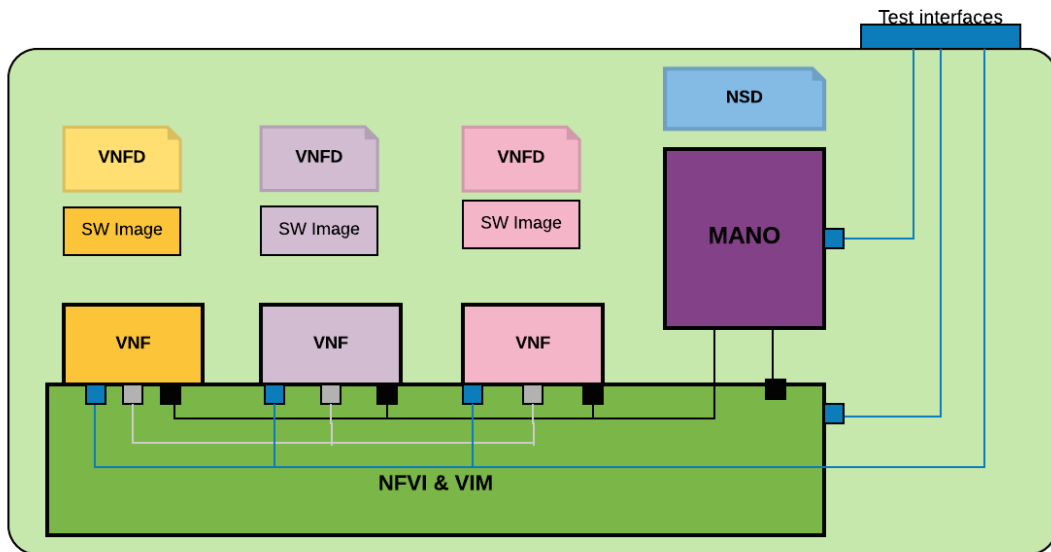 Test interfaces
NSD
VNFD
VNFD
VNFD
SW Image
SW Image
SW Image
MANO
VNF
VNF
VNF
NFVI & VIM